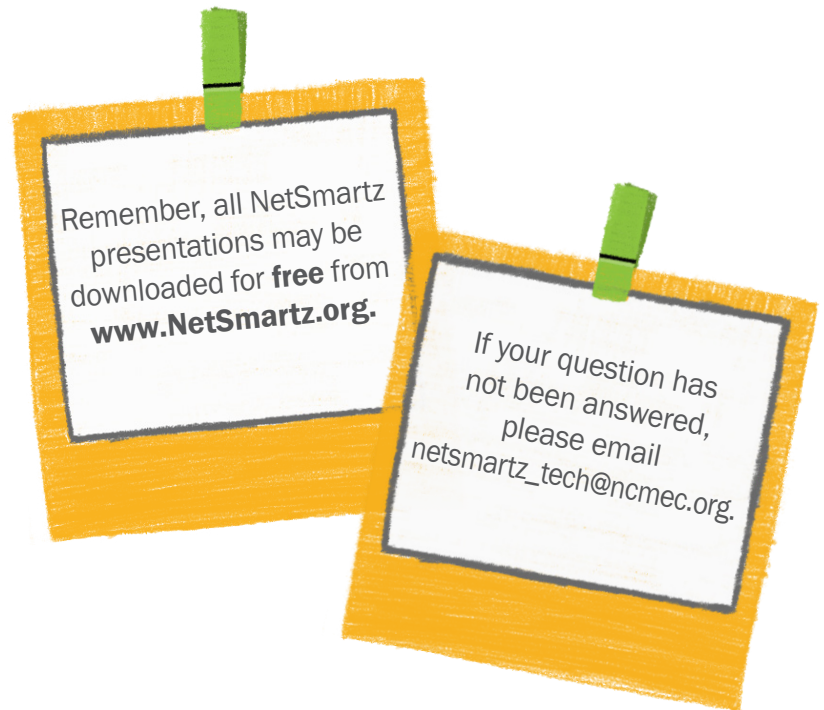 Remember, all NetSmartz
presentations may be
downloaded for free from
www.NetSmartz.org.
If your question has
not been answered,
please email
netsmartz_tech@ncmec.org.